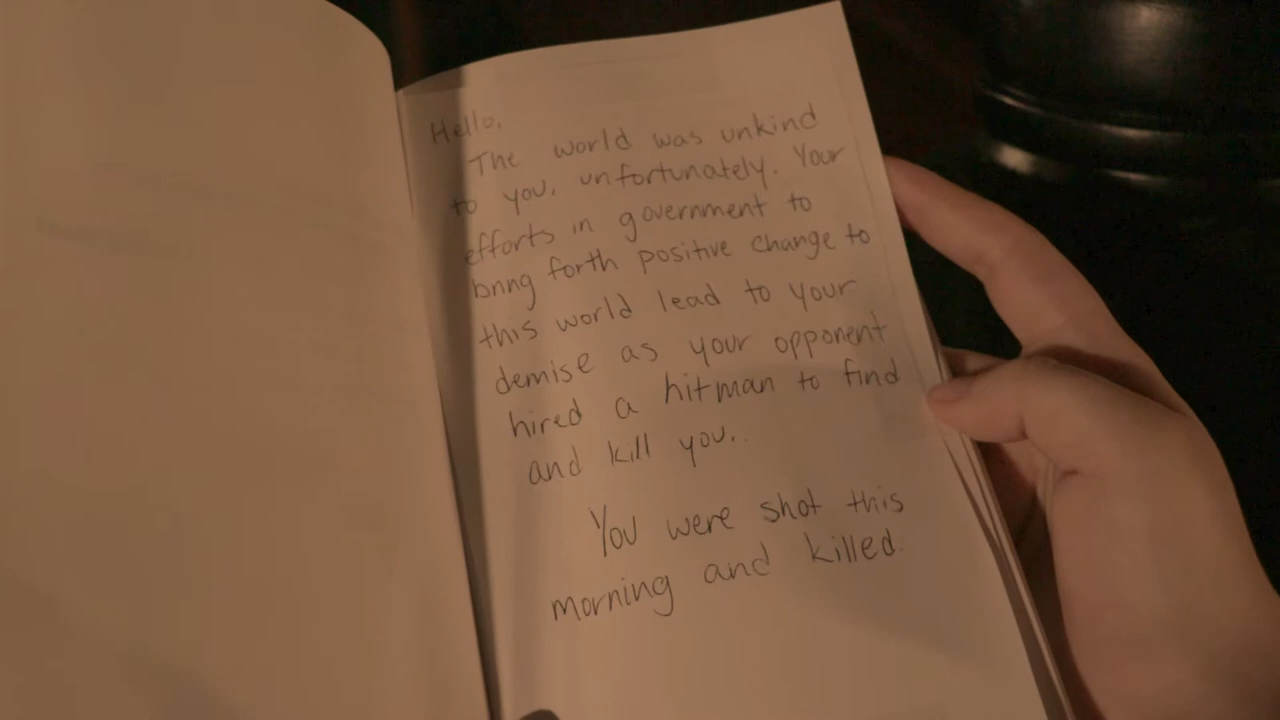 Hello,
The world was unkind
to you, unfortunately. Your
efforts in government to
bring forth positive change to
this world lead to your
demise as your opponent
hired a hitman to find
and kill you.
You were shot this
morning and killed.